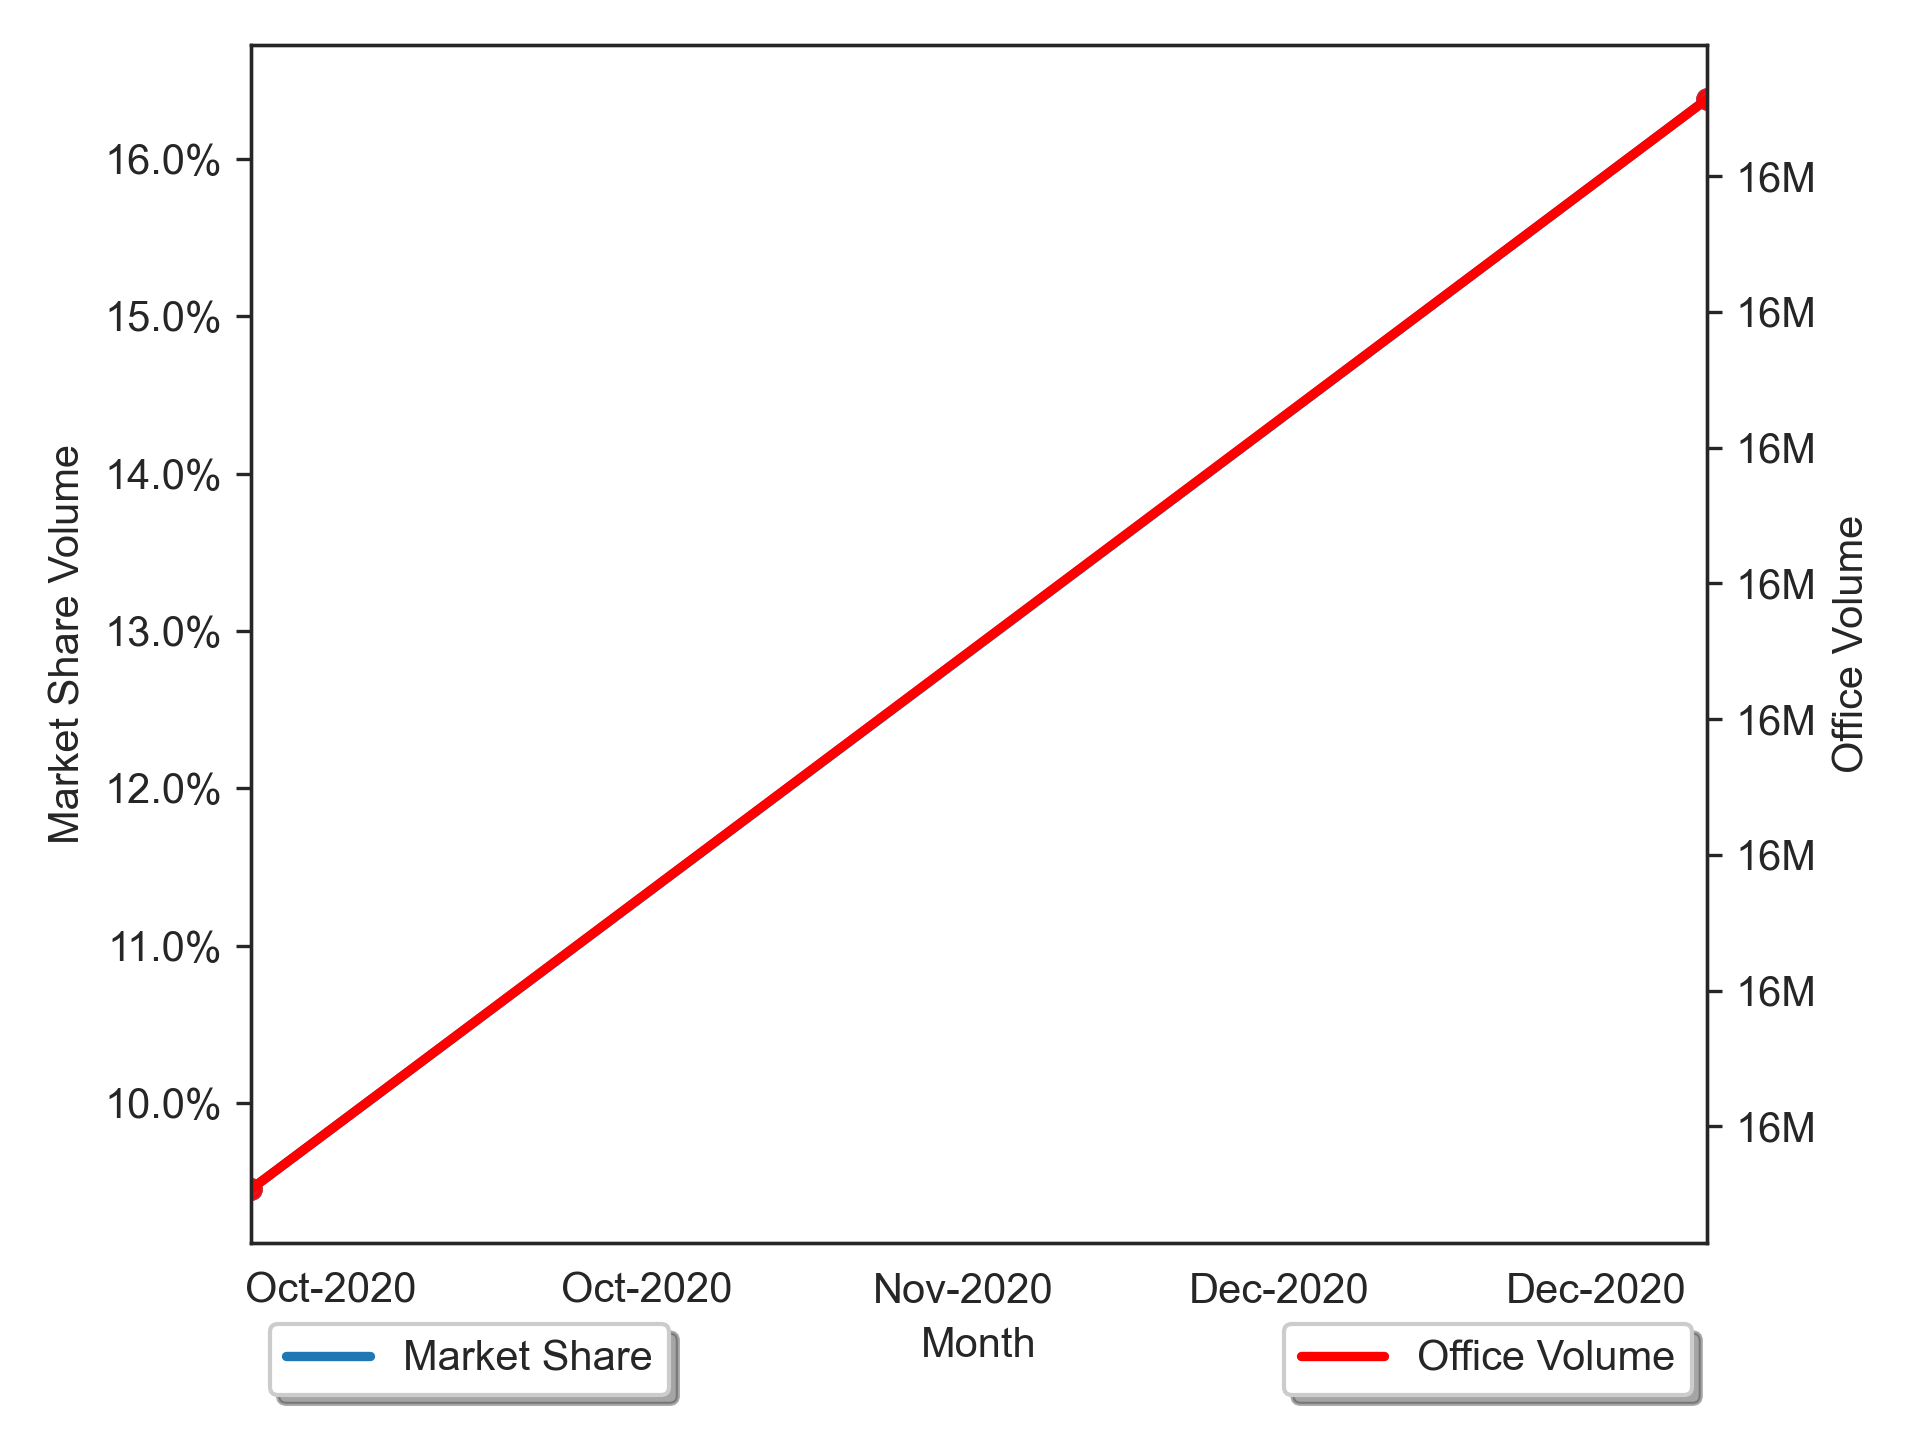 16.0%
15.0%
14.0%
13.0%
12.0%
11.0%
10.0%
Market Share Volume
16M
16M
16M
16M
16M
16M
16M
16M
Office Volume
Oct-2020 Oct-2020 Nov-2020 Dec-2020 Dec-2020
Month
Market Share
Office Volume